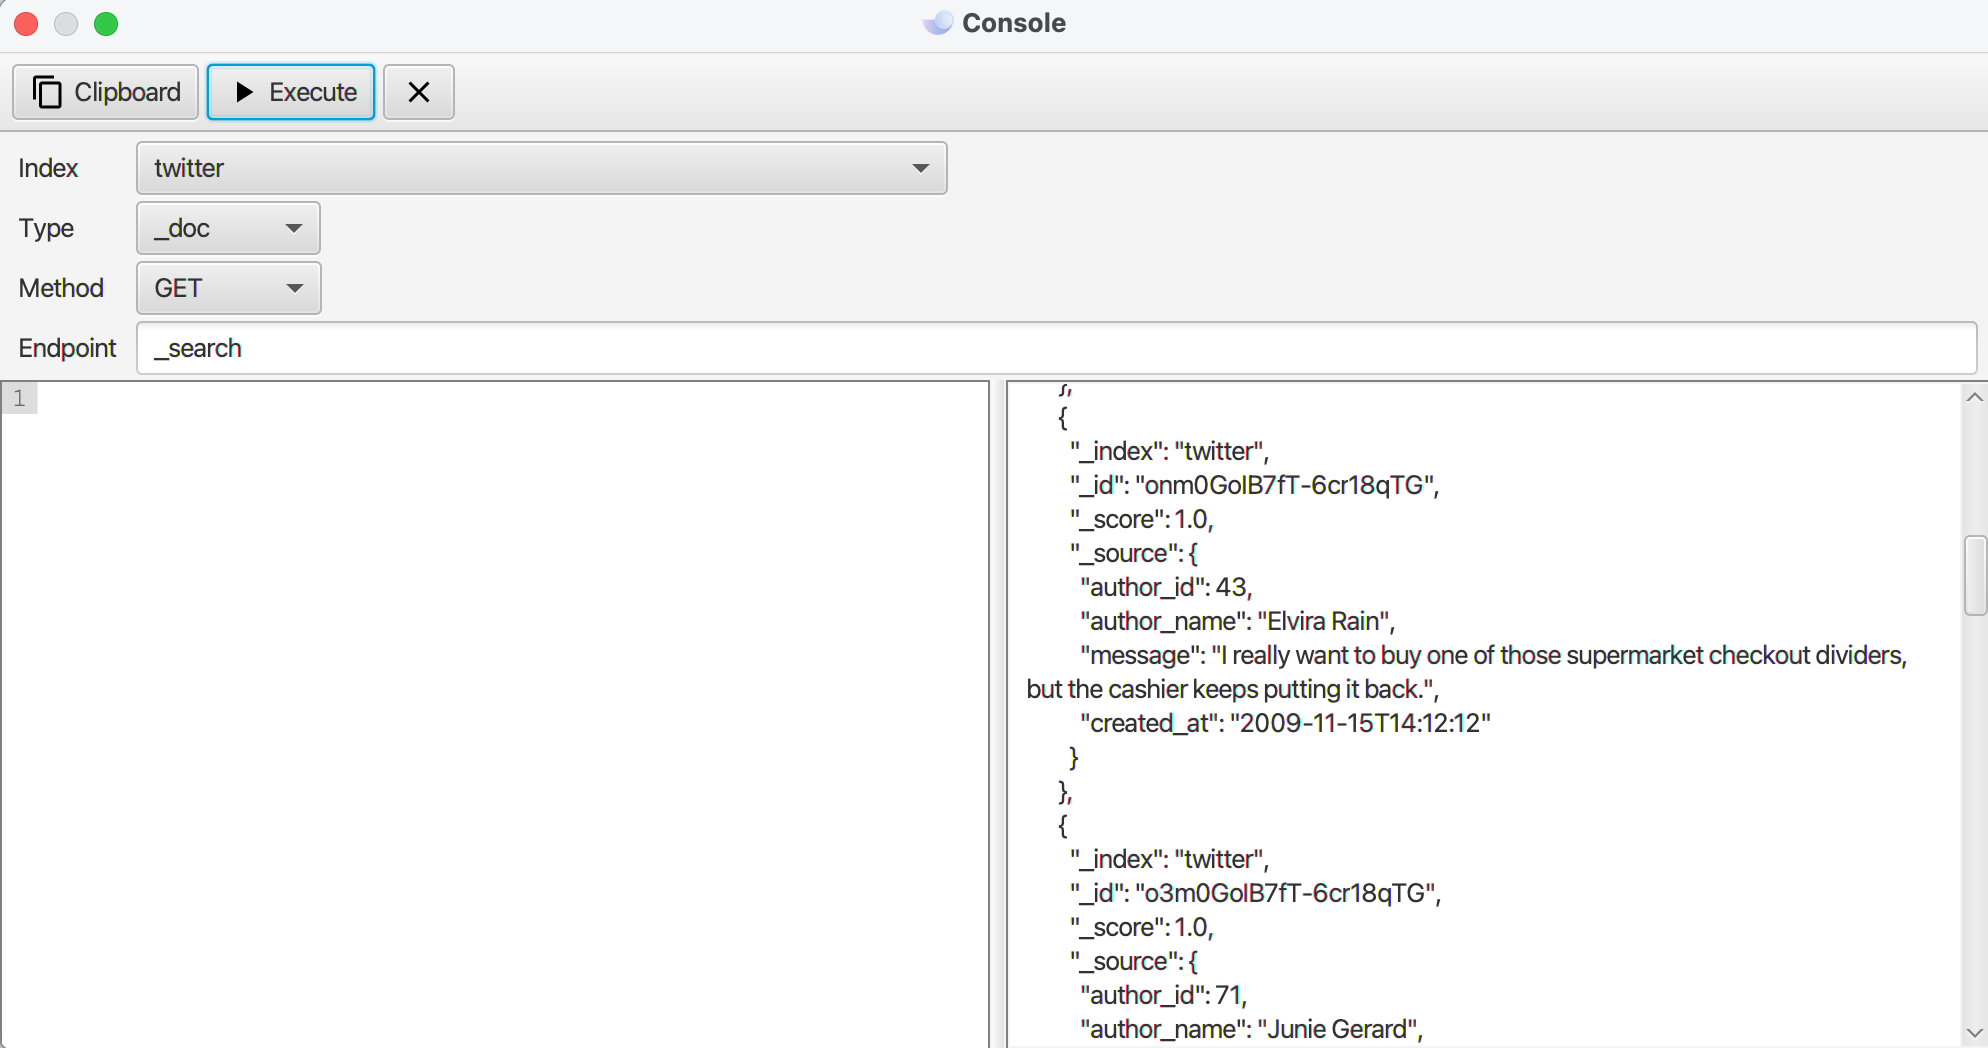 Console
Clipboard
Execute
Index
twitter
Type
_doc
Method
GET
Endpoint
_search
1
},
{
"_index": "twitter",
"_id": "onm0GoIB7fT-6cr18qTG",
"_score": 1.0,
"_source": {
"author_id": 43,
"author_name": "Elvira Rain",
"message": "I really want to buy one of those supermarket checkout dividers,
but the cashier keeps putting it back.",
"created_at": "2009-11-15T14:12:12"
}
},
{
"_index": "twitter",
"_id": "o3m0GoIB7fT-6cr18qTG",
"_score": 1.0,
"_source": {
"author_id": 71,
"author_name": "Junie Gerard",